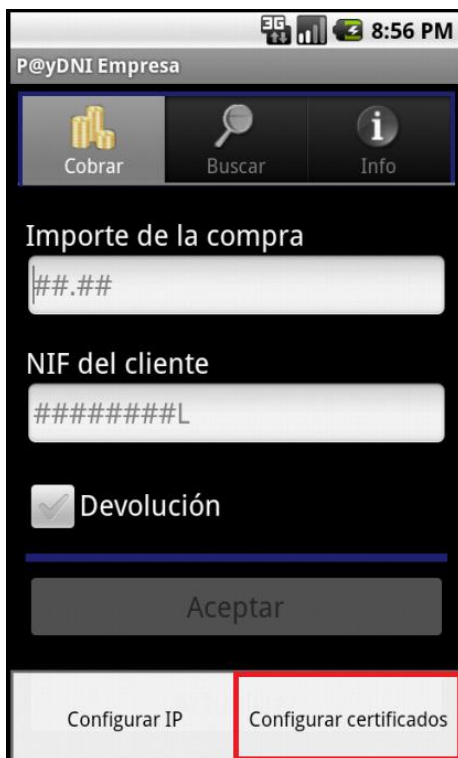 3G 8:56 PM
P@yDNI Empresa
Cobrar Buscar Info
Importe de la compra
##.##
NIF del cliente
########L
Devolución
Aceptar
Configurar IP Configurar certificados